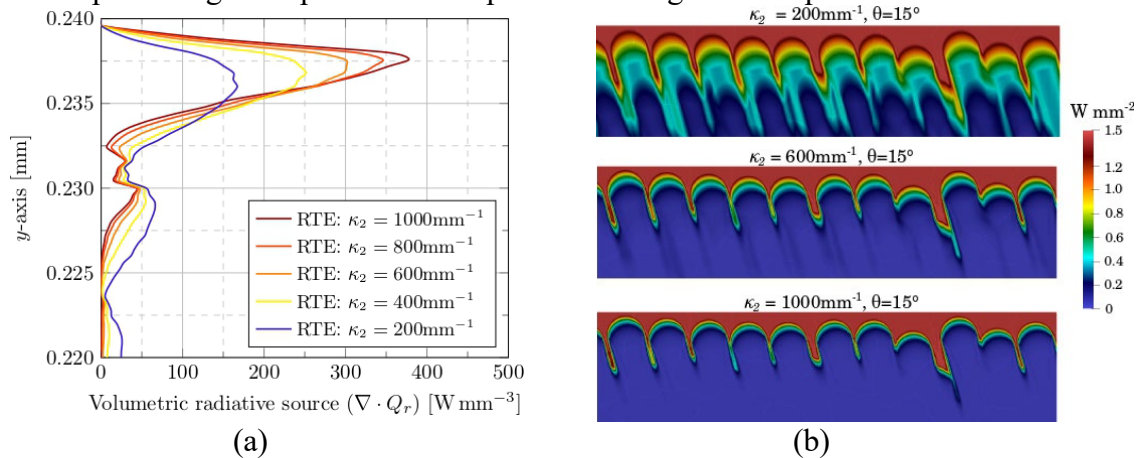 0.240
0.235
0.230
0.225
0.220
y-axis [mm]
RTE: κ₂ = 1000mm⁻¹
RTE: κ₂ = 800mm⁻¹
RTE: κ₂ = 600mm⁻¹
RTE: κ₂ = 400mm⁻¹
RTE: κ₂ = 200mm⁻¹
0 100 200 300 400 500
Volumetric radiative source (∇ · Qᵣ) [W mm⁻³]
(a)
κ₂ = 200mm⁻¹, θ=15°
κ₂ = 600mm⁻¹, θ=15°
κ₂ = 1000mm⁻¹, θ=15°
W mm⁻²
1.5
1.2
1.0
0.8
0.6
0.4
0.2
0
(b)